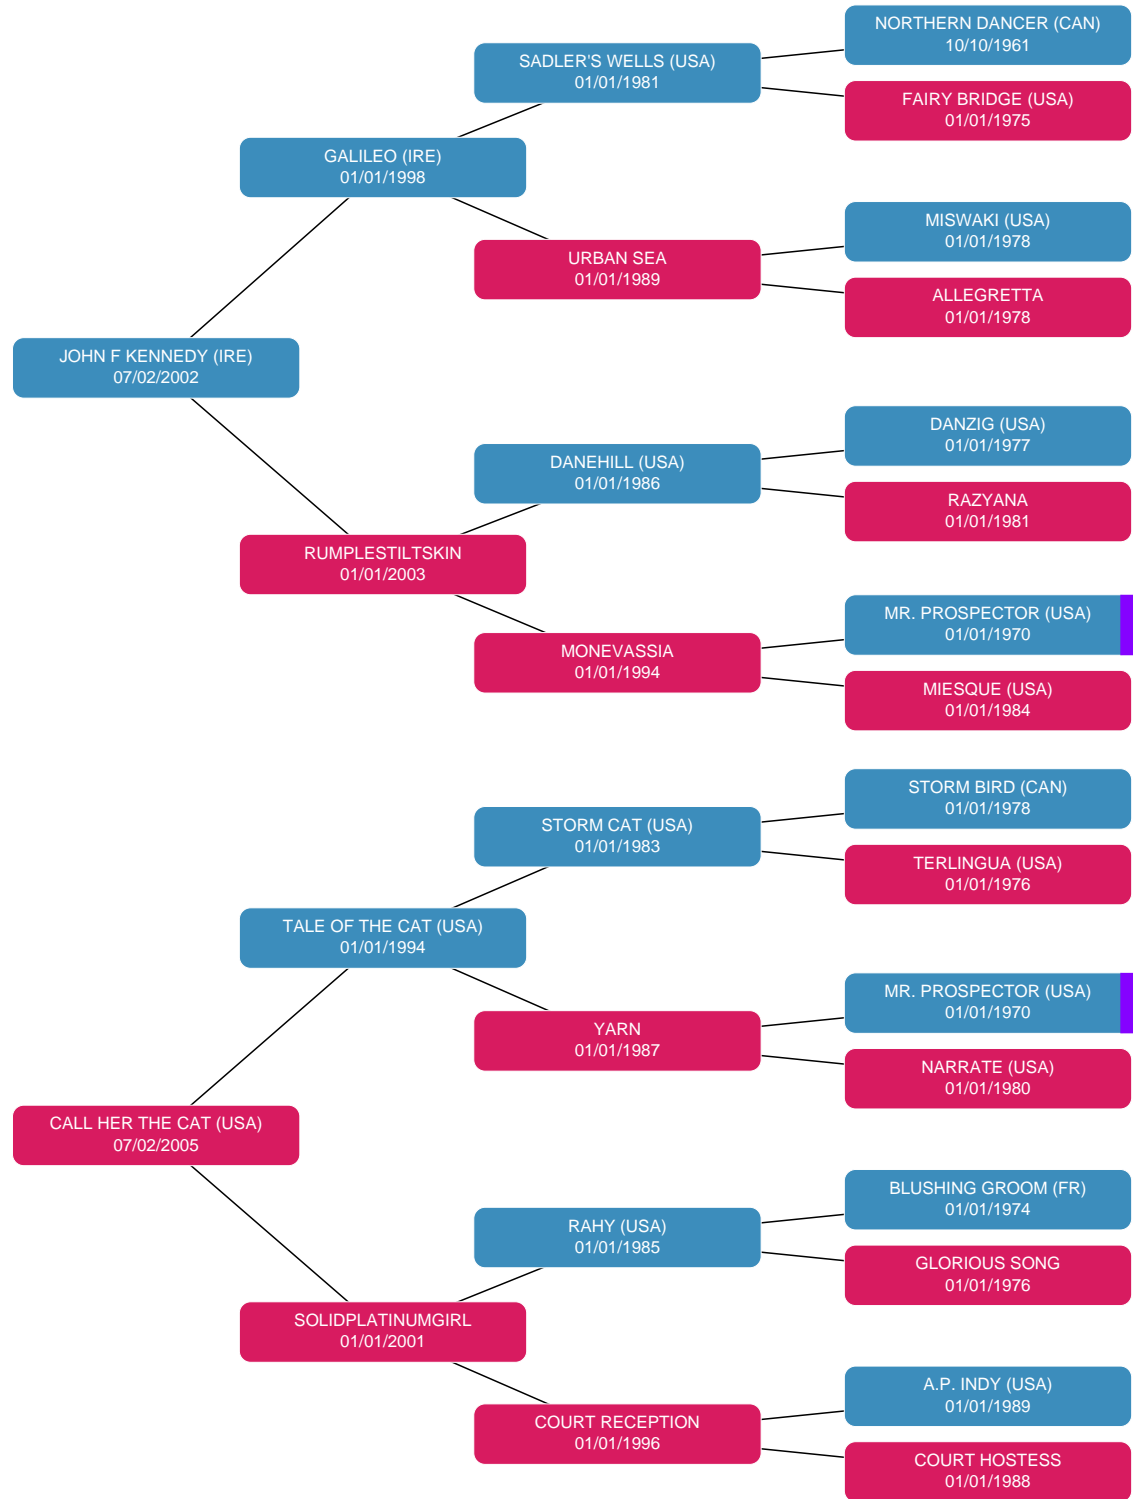 NORTHERN DANCER (CAN)
10/10/1961
SADLER'S WELLS (USA)
01/01/1981
FAIRY BRIDGE (USA)
01/01/1975
GALILEO (IRE)
01/01/1998
MISWAKI (USA)
01/01/1978
URBAN SEA
01/01/1989
ALLEGRETTA
01/01/1978
JOHN F KENNEDY (IRE)
07/02/2002
DANZIG (USA)
01/01/1977
DANEHILL (USA)
01/01/1986
RAZYANA
01/01/1981
RUMPLESTILTSKIN
01/01/2003
MR. PROSPECTOR (USA)
01/01/1970
MONEVASSIA
01/01/1994
MIESQUE (USA)
01/01/1984
STORM BIRD (CAN)
01/01/1978
STORM CAT (USA)
01/01/1983
TERLINGUA (USA)
01/01/1976
TALE OF THE CAT (USA)
01/01/1994
MR. PROSPECTOR (USA)
01/01/1970
YARN
01/01/1987
NARRATE (USA)
01/01/1980
CALL HER THE CAT (USA)
07/02/2005
BLUSHING GROOM (FR)
01/01/1974
RAHY (USA)
01/01/1985
GLORIOUS SONG
01/01/1976
SOLIDPLATINUMGIRL
01/01/2001
A.P. INDY (USA)
01/01/1989
COURT RECEPTION
01/01/1996
COURT HOSTESS
01/01/1988